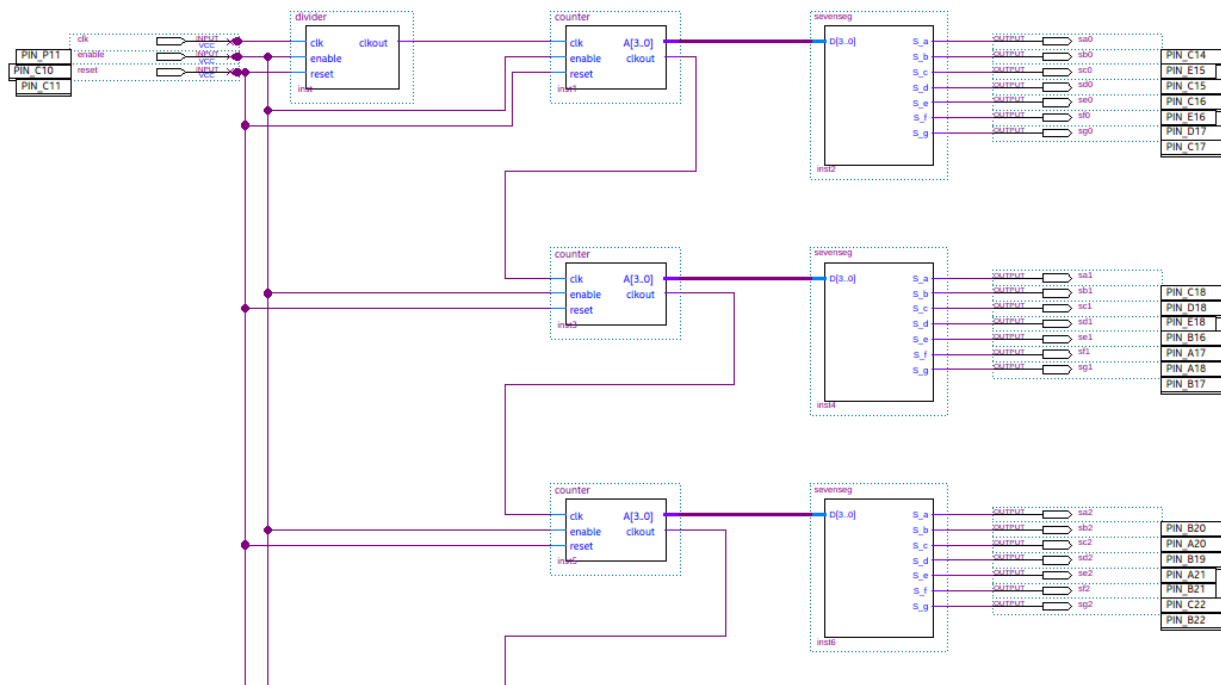 divider
clk
enable
reset
clkout
inst
counter
clk
enable
reset
A[3..0]
clkout
inst1
sevenseg
D[3..0]
S_a
S_b
S_c
S_d
S_e
S_f
S_g
inst2
clk
enable
reset
INPUT
VCC
INPUT
VCC
INPUT
VCC
PIN_P11
PIN_C10
PIN_C11
OUTPUT
OUTPUT
OUTPUT
OUTPUT
OUTPUT
OUTPUT
OUTPUT
sa0
sb0
sc0
sd0
se0
sf0
sg0
PIN_C14
PIN_E15
PIN_C15
PIN_C16
PIN_E16
PIN_D17
PIN_C17
counter
clk
enable
reset
A[3..0]
clkout
inst3
sevenseg
D[3..0]
S_a
S_b
S_c
S_d
S_e
S_f
S_g
inst4
OUTPUT
OUTPUT
OUTPUT
OUTPUT
OUTPUT
OUTPUT
OUTPUT
sa1
sb1
sc1
sd1
se1
sf1
sg1
PIN_C18
PIN_D18
PIN_E18
PIN_B16
PIN_A17
PIN_A18
PIN_B17
counter
clk
enable
reset
A[3..0]
clkout
inst5
sevenseg
D[3..0]
S_a
S_b
S_c
S_d
S_e
S_f
S_g
inst6
OUTPUT
OUTPUT
OUTPUT
OUTPUT
OUTPUT
OUTPUT
OUTPUT
sa2
sb2
sc2
sd2
se2
sf2
sg2
PIN_B20
PIN_A20
PIN_B19
PIN_A21
PIN_B21
PIN_C22
PIN_B22